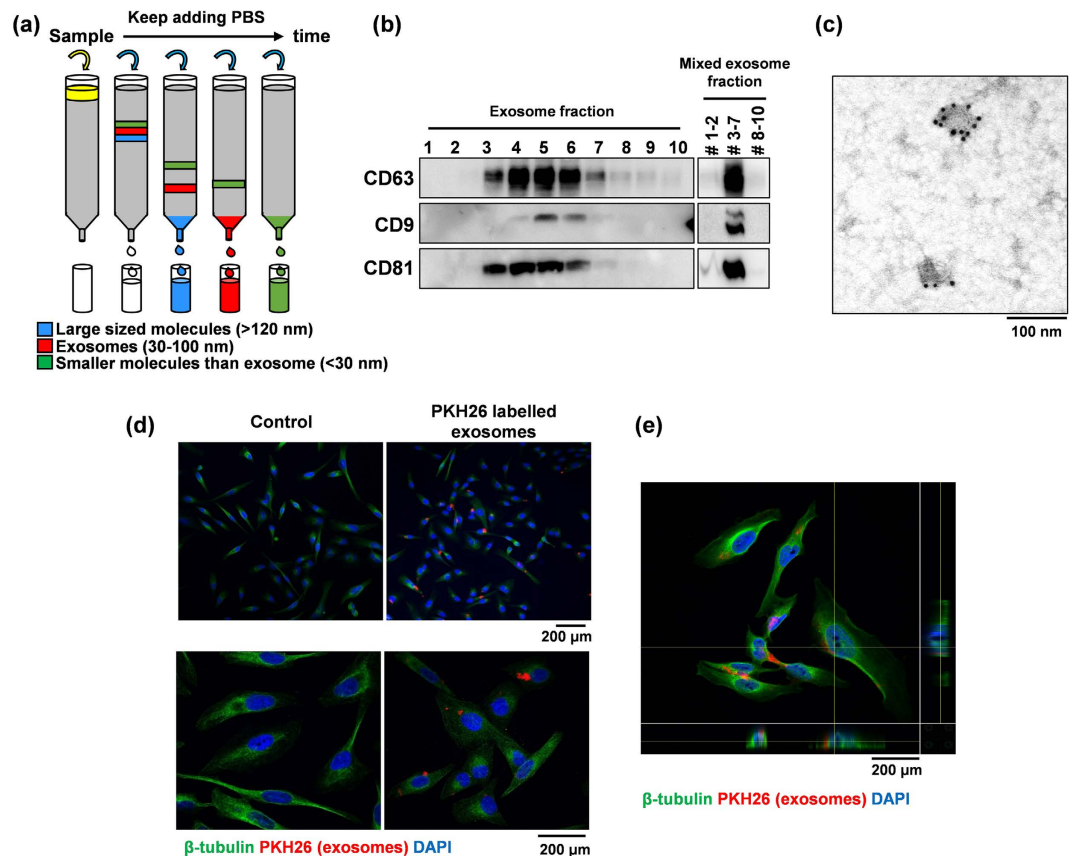 (a)
Keep adding PBS
Sample
time
Large sized molecules (>120 nm)
Exosomes (30-100 nm)
Smaller molecules than exosome (<30 nm)
(b)
Exosome fraction
1 2 3 4 5 6 7 8 9 10
Mixed exosome
fraction
# 1-2
# 3-7
# 8-10
CD63
CD9
CD81
(c)
100 nm
(d)
Control
PKH26 labelled
exosomes
200 µm
200 µm
β-tubulin PKH26 (exosomes) DAPI
(e)
200 µm
β-tubulin PKH26 (exosomes) DAPI